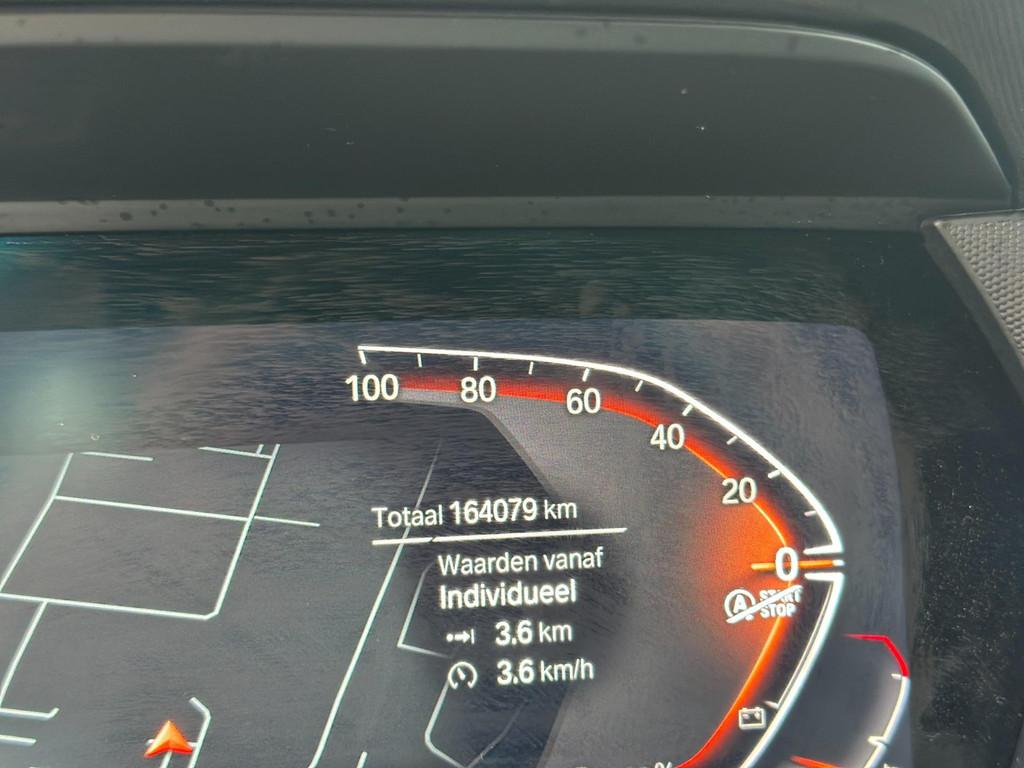 100 80 60 40 20 0
Totaal 164079 km
Waarden vanaf
Individueel
3.6 km
3.6 km/h
A START
STOP